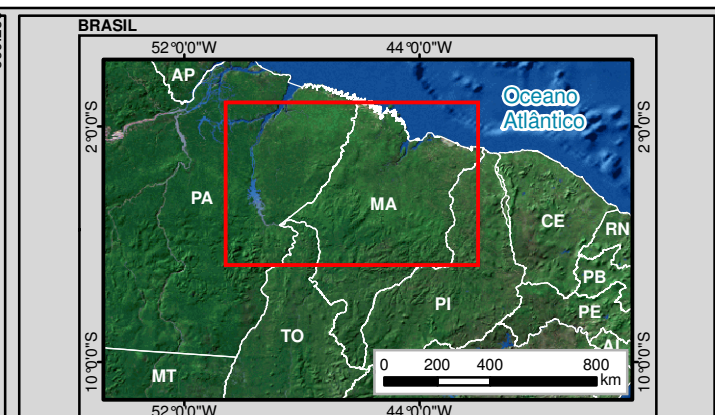 BRASIL
52°0'0"W 44°0'0"W
AP
Oceano
Atlântico
2°0'0"S 2°0'0"S
PA
MA
CE
RN
PB
PI
PE
TO
0 200 400 800
km
10°0'0"S 10°0'0"S
MT
52°0'0"W 44°0'0"W